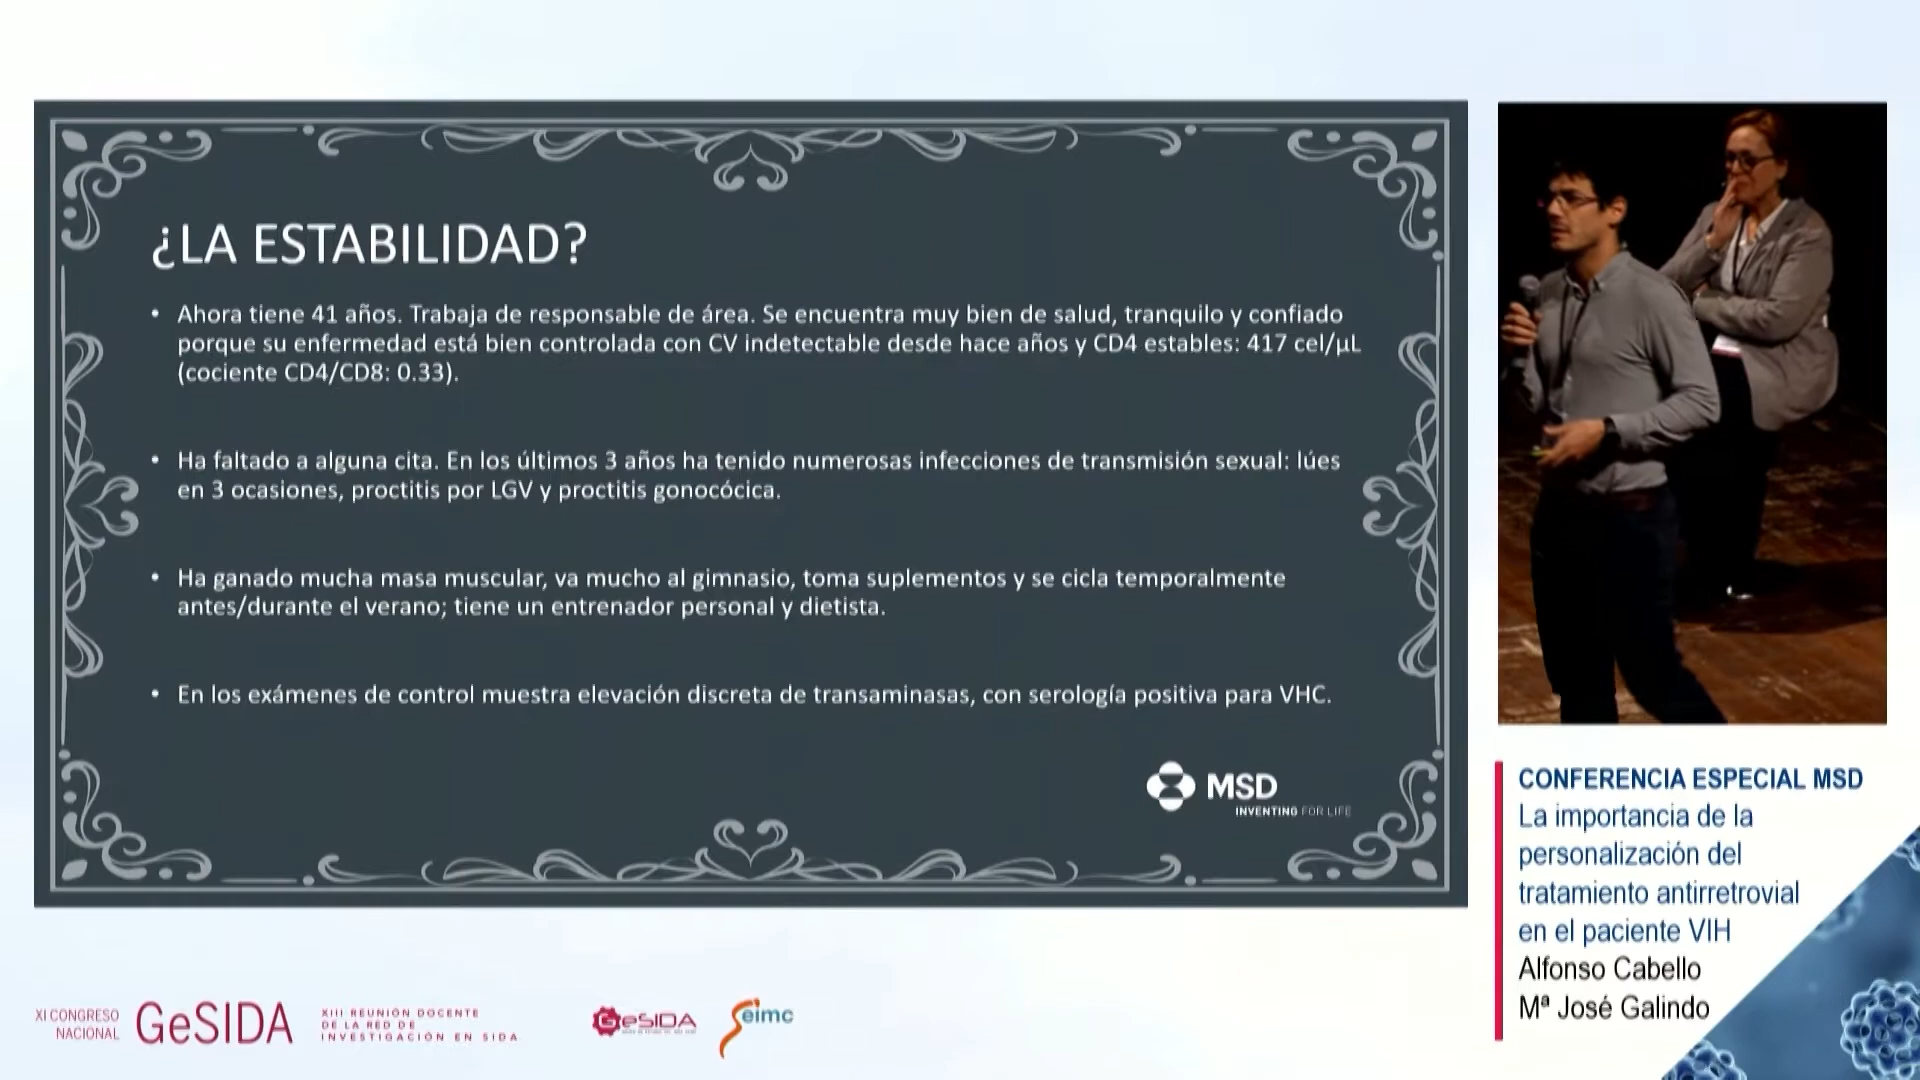 ¿LA ESTABILIDAD?
• Ahora tiene 41 años. Trabaja de responsable de área. Se encuentra muy bien de salud, tranquilo y confiado
porque su enfermedad está bien controlada con CV indetectable desde hace años y CD4 estables: 417 cel/µL
(cociente CD4/CD8: 0.33).
• Ha faltado a alguna cita. En los últimos 3 años ha tenido numerosas infecciones de transmisión sexual: lúes
en 3 ocasiones, proctitis por LGV y proctitis gonocócica.
• Ha ganado mucha masa muscular, va mucho al gimnasio, toma suplementos y se cicla temporalmente
antes/durante el verano; tiene un entrenador personal y dietista.
• En los exámenes de control muestra elevación discreta de transaminasas, con serología positiva para VHC.
MSD
INVENTING FOR LIFE
CONFERENCIA ESPECIAL MSD
La importancia de la
personalización del
tratamiento antirretrovial
en el paciente VIH
Alfonso Cabello
Mª José Galindo
XI CONGRESO
NACIONAL
GeSIDA
XIII REUNIÓN DOCENTE
DE LA RED DE
INVESTIGACIÓN EN SIDA
GeSIDA
Seimc